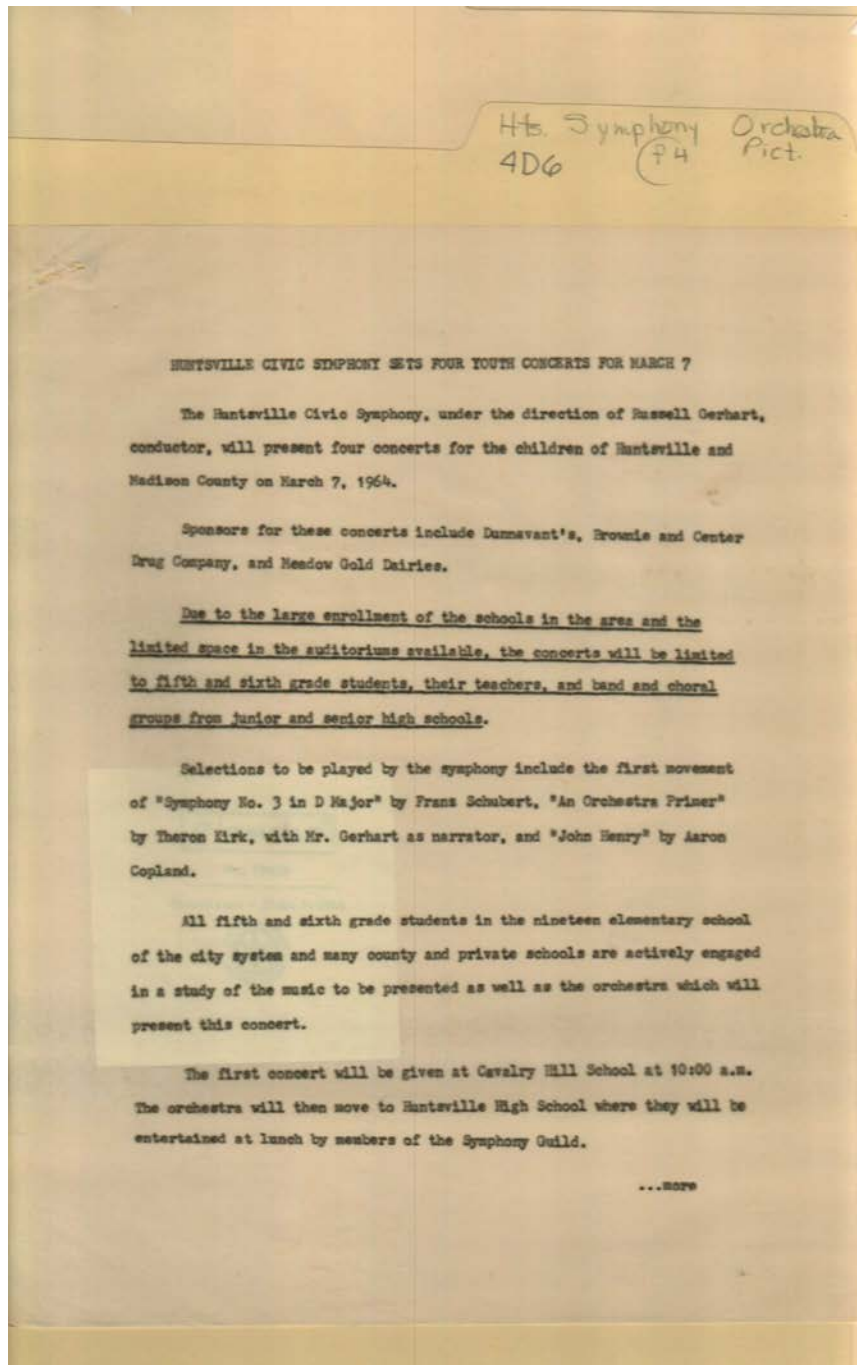 Hts. Symphony Orchestra
4D6 f4 Pict.
HUNTSVILLE CIVIC SYMPHONY SETS FOUR YOUTH CONCERTS FOR MARCH 7
The Huntsville Civic Symphony, under the direction of Russell Gerhart,
conductor, will present four concerts for the children of Huntsville and
Madison County on March 7, 1964.
Sponsors for these concerts include Dunnavant's, Brownie and Center
Drug Company, and Meadow Gold Dairies.
Due to the large enrollment of the schools in the area and the
limited space in the auditoriums available, the concerts will be limited
to fifth and sixth grade students, their teachers, and band and choral
groups from junior and senior high schools.
Selections to be played by the symphony include the first movement
of "Symphony No. 3 in D Major" by Franz Schubert, "An Orchestra Primer"
by Theron Kirk, with Mr. Gerhart as narrator, and "John Henry" by Aaron
Copland.
All fifth and sixth grade students in the nineteen elementary school
of the city system and many county and private schools are actively engaged
in a study of the music to be presented as well as the orchestra which will
present this concert.
The first concert will be given at Cavalry Hill School at 10:00 a.m.
The orchestra will then move to Huntsville High School where they will be
entertained at lunch by members of the Symphony Guild.
...more